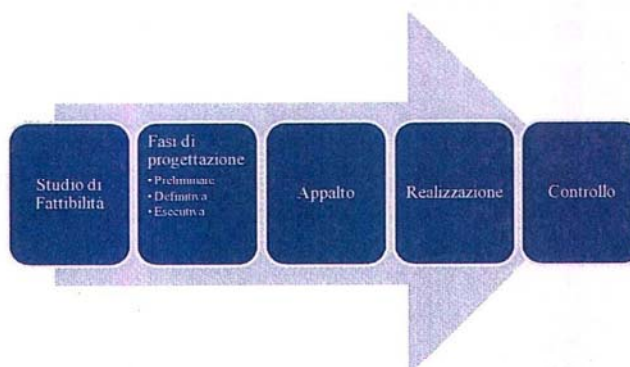 Studio di
Fattibilità
Fasi di
progettazione
• Preliminare
• Definitiva
• Esecutiva
Appalto
Realizzazione
Controllo